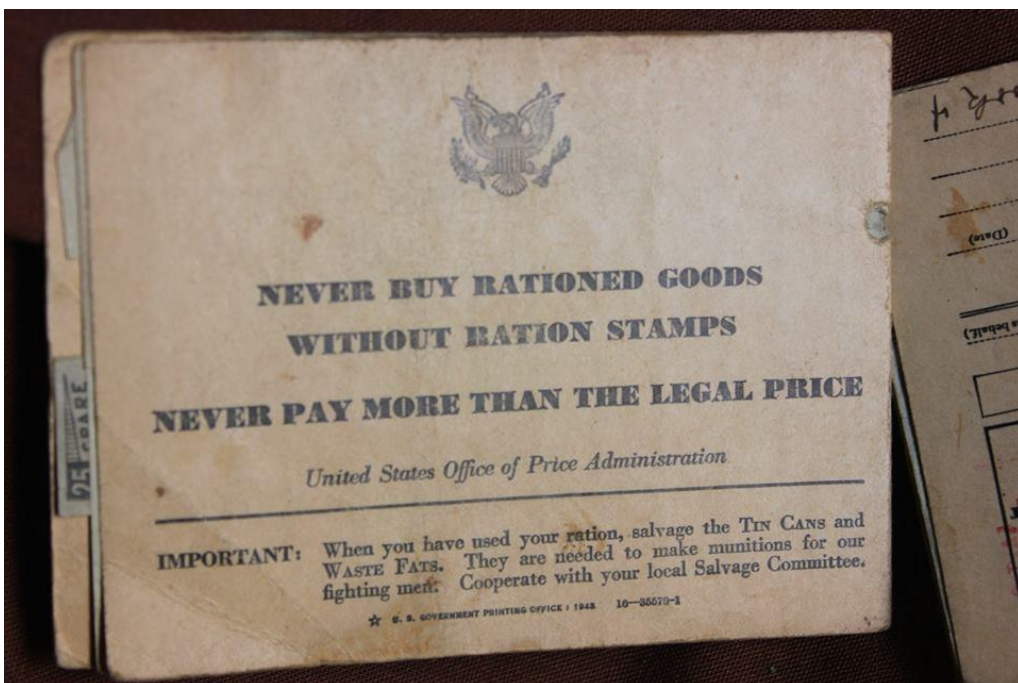 NEVER BUY RATIONED GOODS
WITHOUT RATION STAMPS
NEVER PAY MORE THAN THE LEGAL PRICE
United States Office of Price Administration
IMPORTANT: When you have used your ration, salvage the TIN CANS and
WASTE FATS. They are needed to make munitions for our
fighting men. Cooperate with your local Salvage Committee.
☆ U. S. GOVERNMENT PRINTING OFFICE : 1943 16—35570-1
25
SPARE
(Date)
behalf)